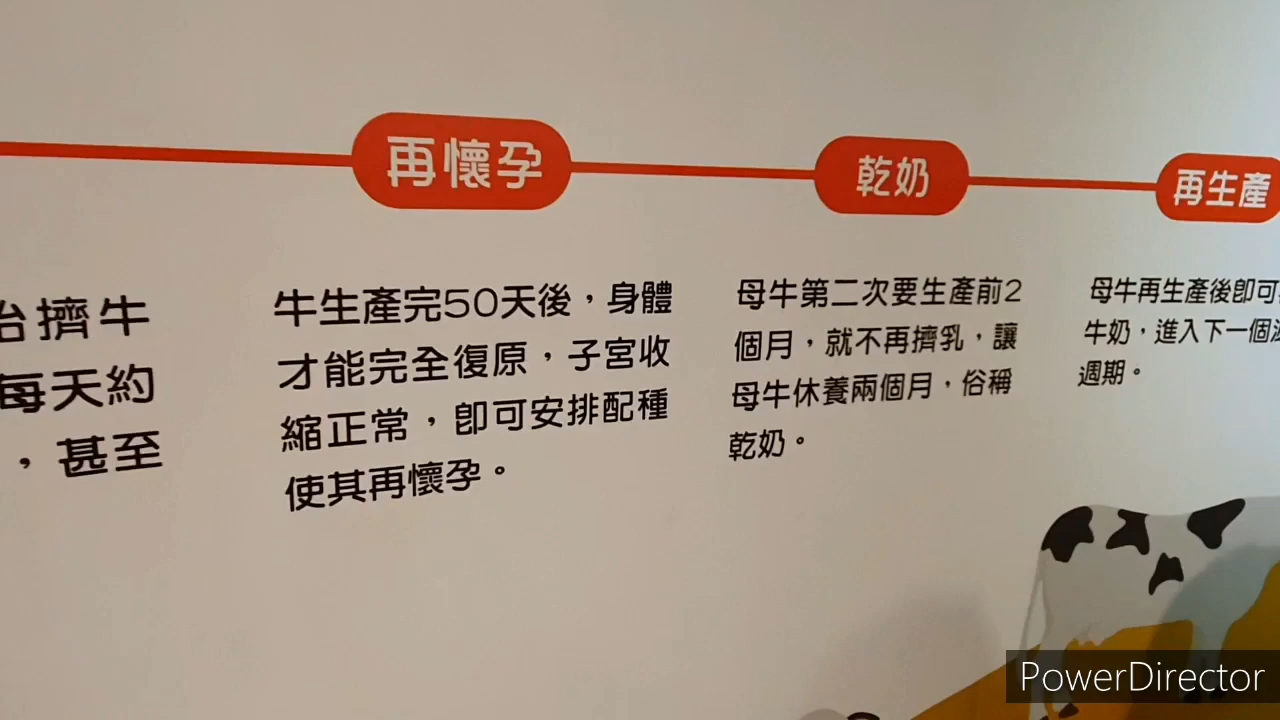 再懷孕
乾奶
再生產
擠牛
每天約
，甚至
牛生產完50天後，身體
才能完全復原，子宮收
縮正常，即可安排配種
使其再懷孕。
母牛第二次要生產前2
個月，就不再擠乳，讓
母牛休養兩個月，俗稱
乾奶。
母牛再生產後即可
牛奶，進入下一個
週期。
PowerDirector